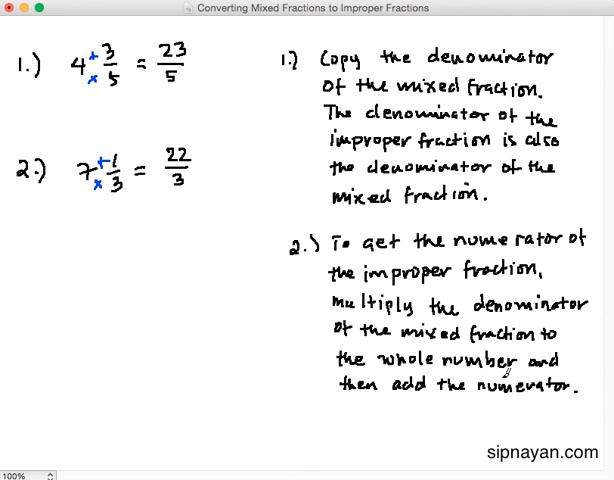 Converting Mixed Fractions to Improper Fractions
1.) 4 + 3/5 x = 23/5
2.) 7 + 1/3 x = 22/3
1.) Copy the denominator
of the mixed fraction.
The denominator of the
improper fraction is also
the denominator of the
mixed fraction.
2.) To get the numerator of
the improper fraction,
multiply the denominator
of the mixed fraction to
the whole number and
then add the numerator.
sipnayan.com
100%